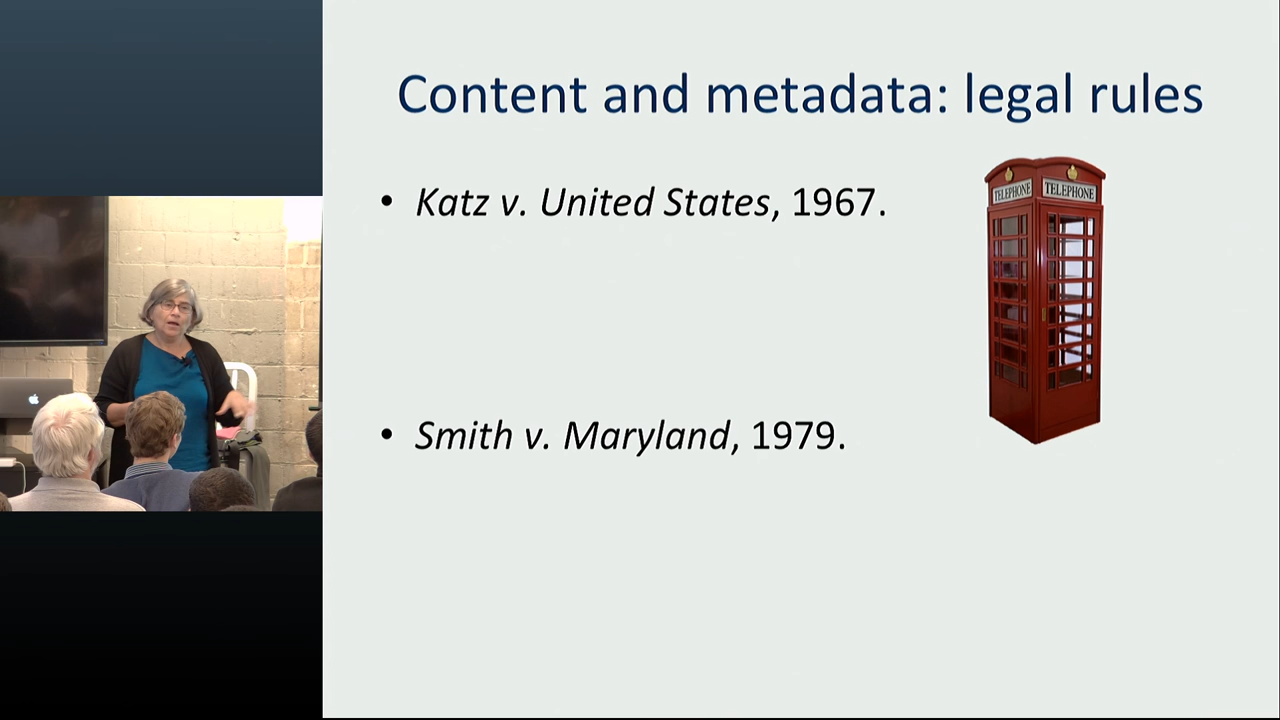 Content and metadata: legal rules
• Katz v. United States, 1967.
TELEPHONE TELEPHONE
• Smith v. Maryland, 1979.